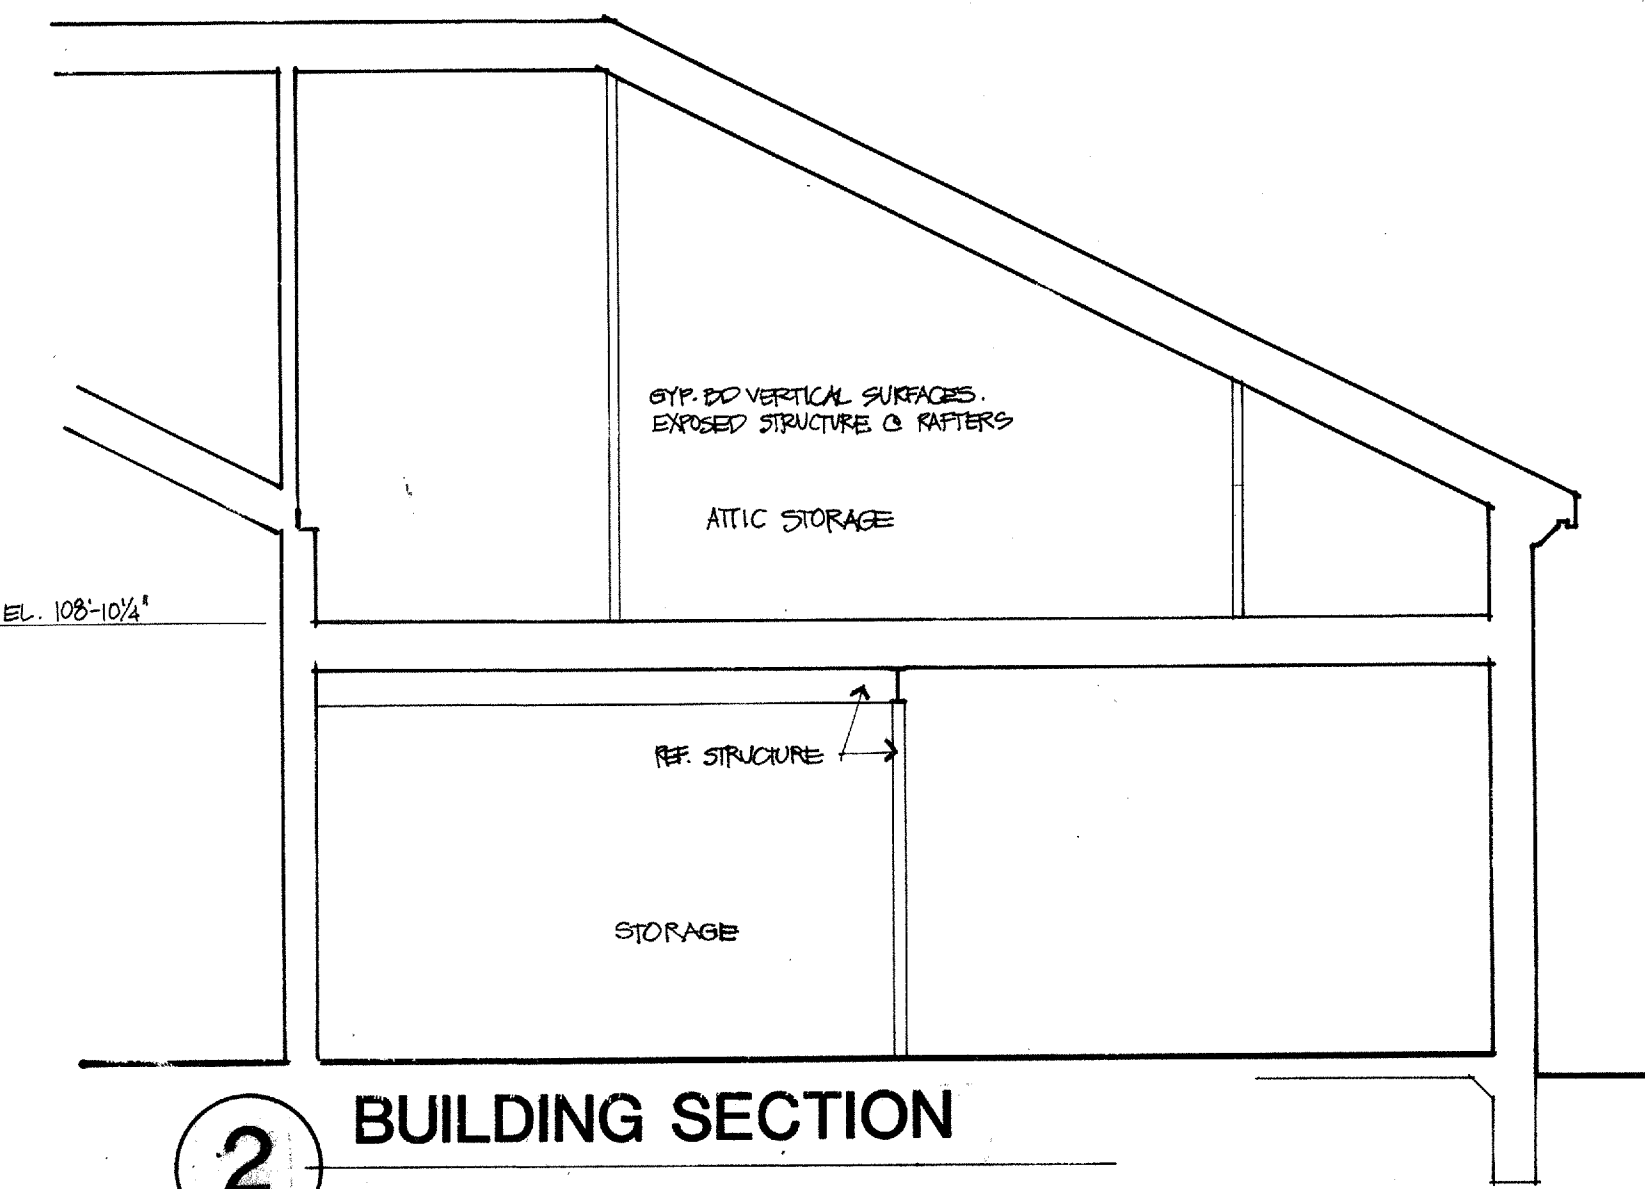 GYP. BD VERTICAL SURFACES.
EXPOSED STRUCTURE @ RAFTERS
ATTIC STORAGE
EL. 108'-10¼"
REF. STRUCTURE
STORAGE
2 BUILDING SECTION